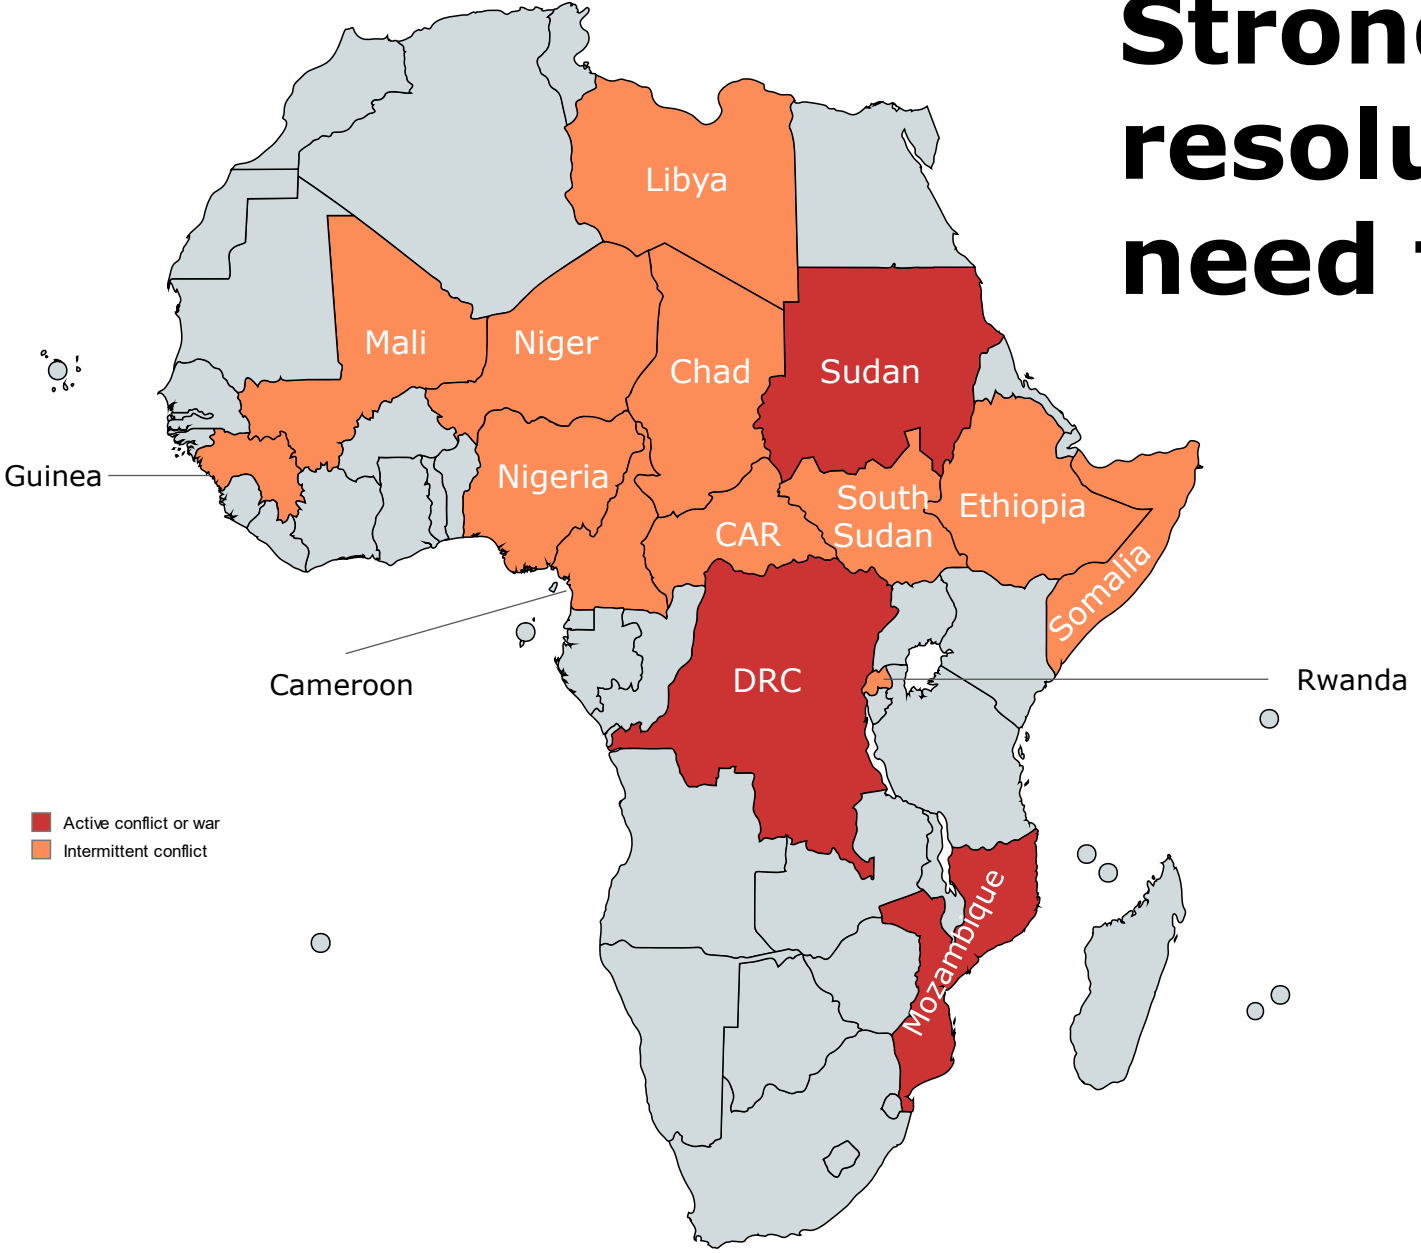 Stron
resolu
need
Libya
Mali
Niger
Chad
Sudan
Guinea
Nigeria
South
Sudan
Ethiopia
CAR
Somalia
Cameroon
DRC
Rwanda
Active conflict or war
Intermittent conflict
Mozambique